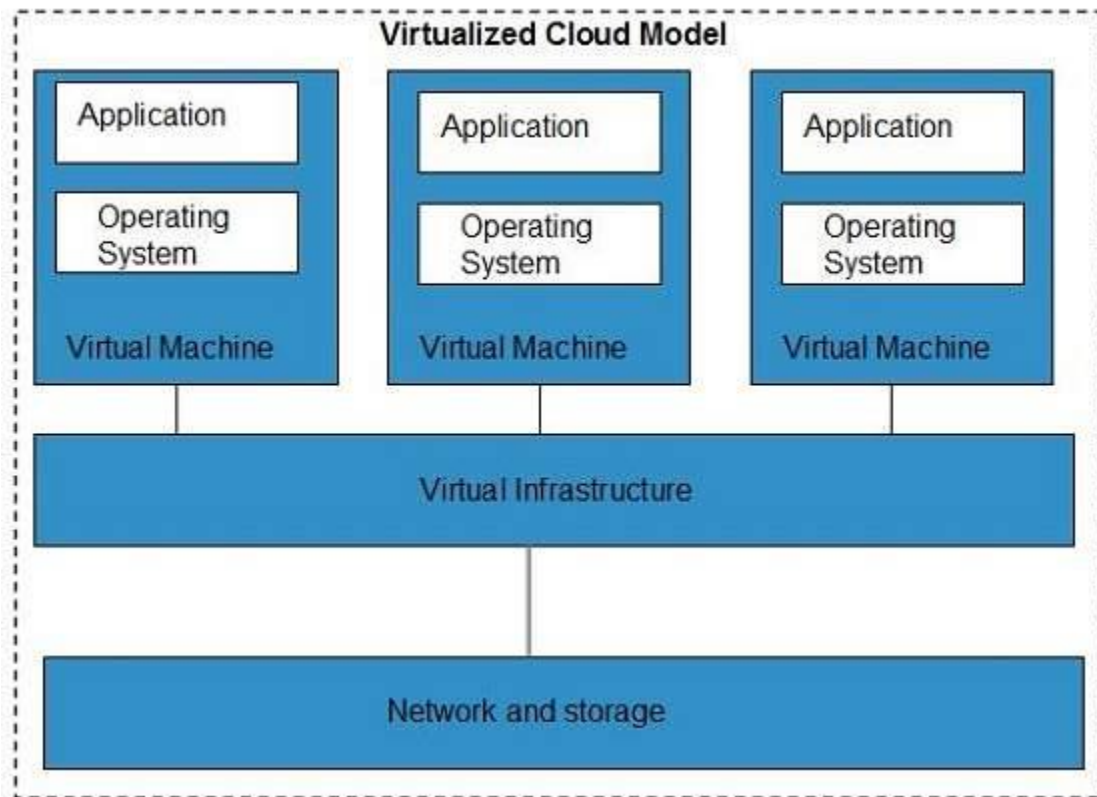 Virtualized Cloud Model
Application
Operating
System
Virtual Machine
Application
Operating
System
Virtual Machine
Application
Operating
System
Virtual Machine
Virtual Infrastructure
Network and storage